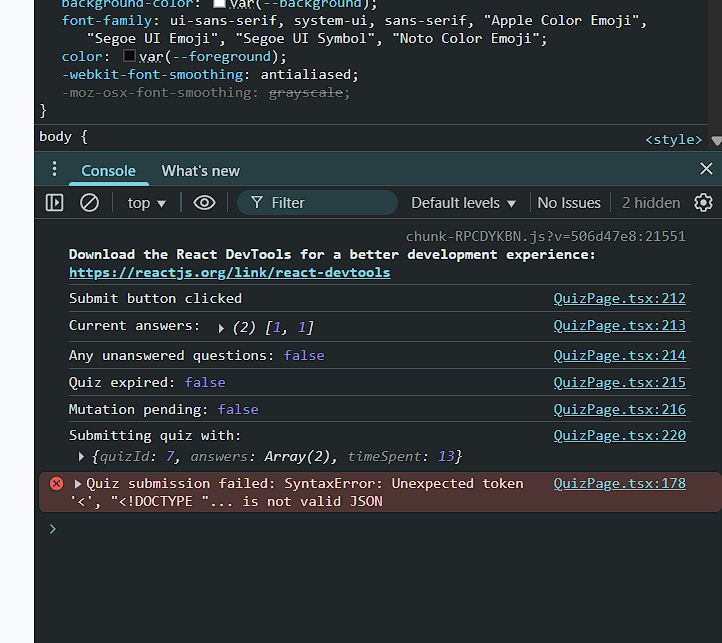 background-color: var(--background);
font-family: ui-sans-serif, system-ui, sans-serif, "Apple Color Emoji",
"Segoe UI Emoji", "Segoe UI Symbol", "Noto Color Emoji";
color: var(--foreground);
-webkit-font-smoothing: antialiased;
-moz-osx-font-smoothing: grayscale;
}
body {
<style>
Console What's new
top Filter Default levels No Issues 2 hidden
chunk-RPCDYKBN.js?v=506d47e8:21551
Download the React DevTools for a better development experience:
https://reactjs.org/link/react-devtools
Submit button clicked QuizPage.tsx:212
Current answers: (2) [1, 1] QuizPage.tsx:213
Any unanswered questions: false QuizPage.tsx:214
Quiz expired: false QuizPage.tsx:215
Mutation pending: false QuizPage.tsx:216
Submitting quiz with: QuizPage.tsx:220
{quizId: 7, answers: Array(2), timeSpent: 13}
Quiz submission failed: SyntaxError: Unexpected token QuizPage.tsx:178
'<', "<!DOCTYPE "... is not valid JSON